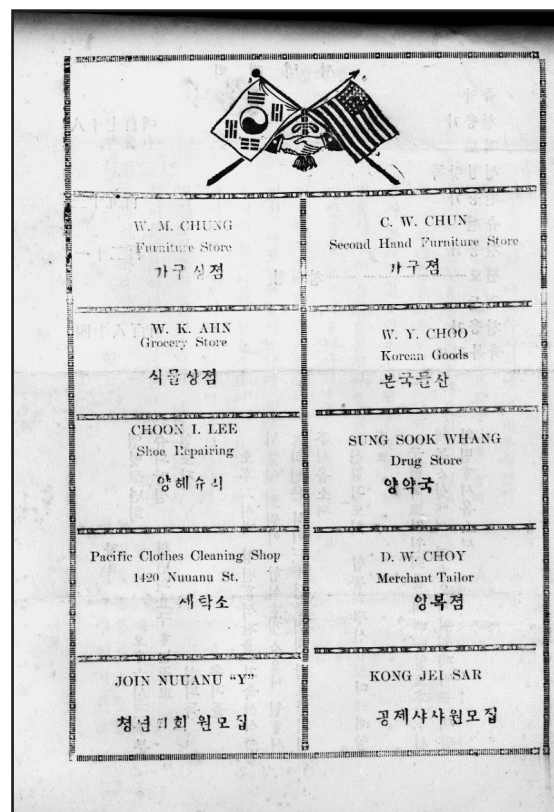 W. M. CHUNG
Furniture Store
가구상점
C. W. CHUN
Second Hand Furniture Store
가구졈
W. K. AHN
Grocery Store
식물상졈
W. Y. CHOO
Korean Goods
본국물산
CHOON I. LEE
Shoe Repairing
양혜슈리
SUNG SOOK WHANG
Drug Store
양약국
Pacific Clothes Cleaning Shop
1420 Nuuanu St.
세탁소
D. W. CHOY
Merchant Tailor
양복졈
JOIN NUUANU “Y”
쳥년회 회원모집
KONG JEI SAR
공제사사원모집